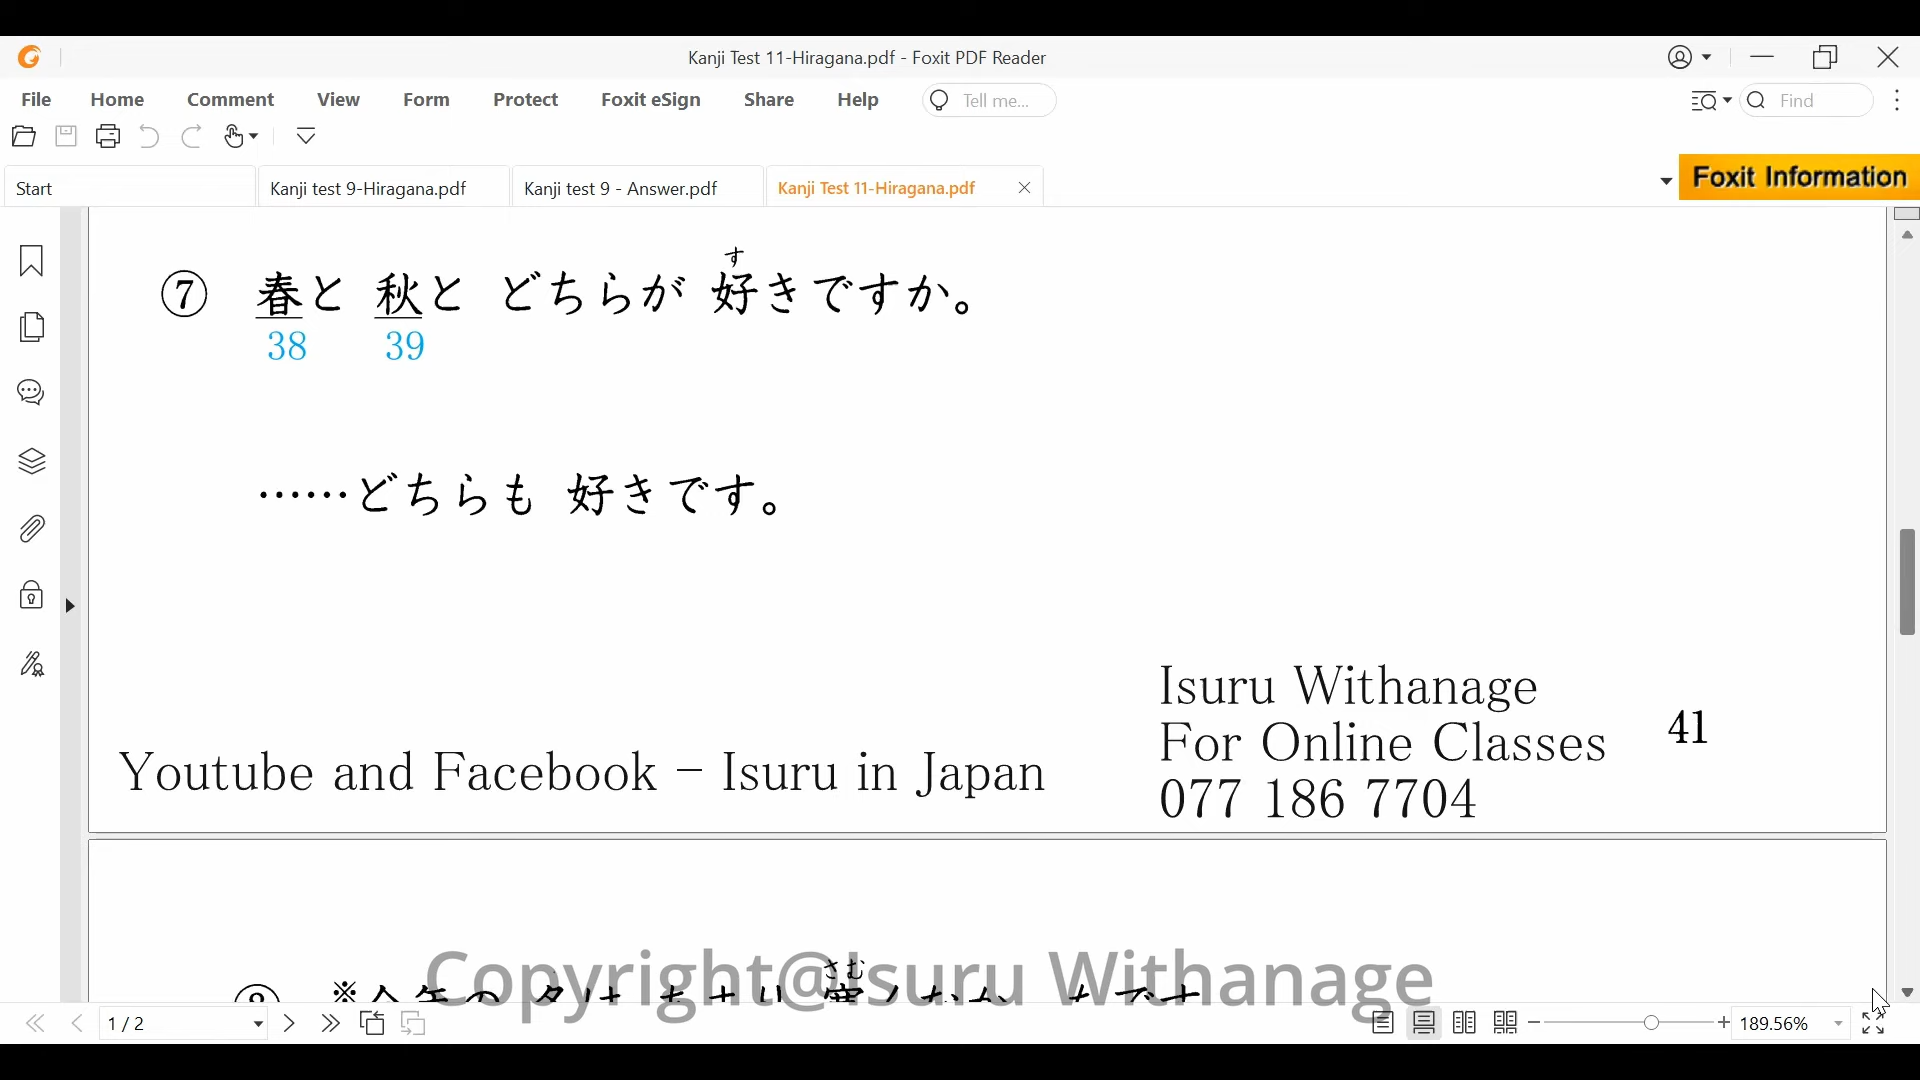 Kanji Test 11-Hiragana.pdf - Foxit PDF Reader
File Home Comment View Form Protect Foxit eSign Share Help Tell me... Find
Start Kanji test 9-Hiragana.pdf Kanji test 9 - Answer.pdf Kanji Test 11-Hiragana.pdf Foxit Information
す
⑦ 春と 秋と どちらが 好きですか。
38 39
……どちらも 好きです。
Isuru Withanage
For Online Classes 41
Youtube and Facebook - Isuru in Japan
077 186 7704
さむ
Copyright@Isuru Withanage
1 / 2 189.56%